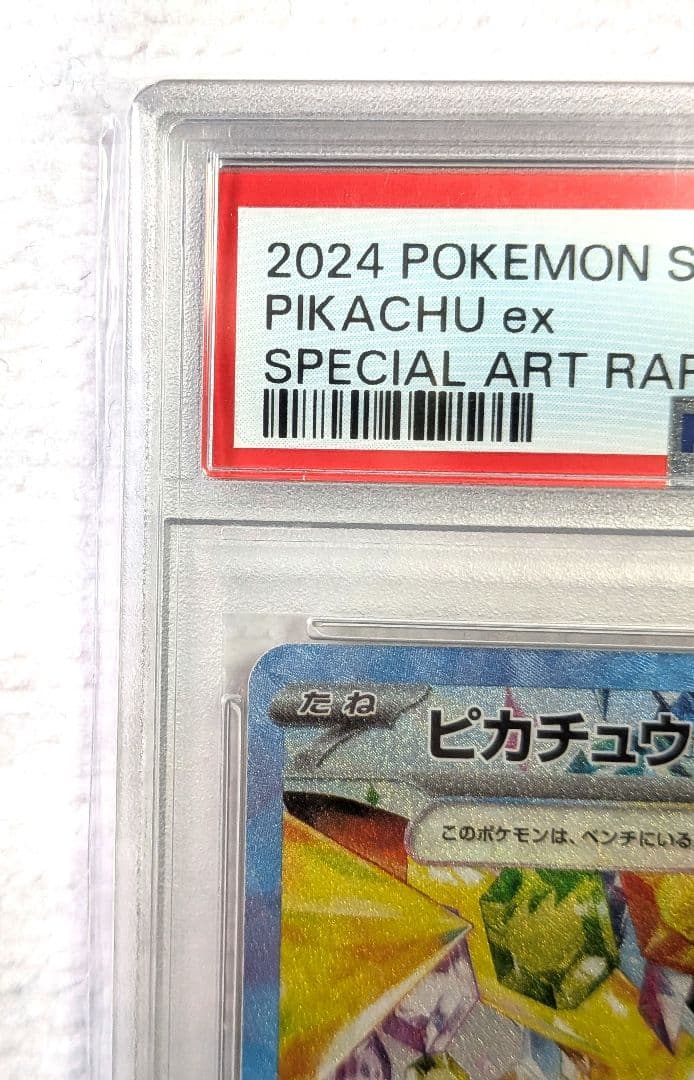 2024 POKEMON S
PIKACHU ex
SPECIAL ART RAR
たね
ピカチュウ
このポケモンは、ベンチにいる